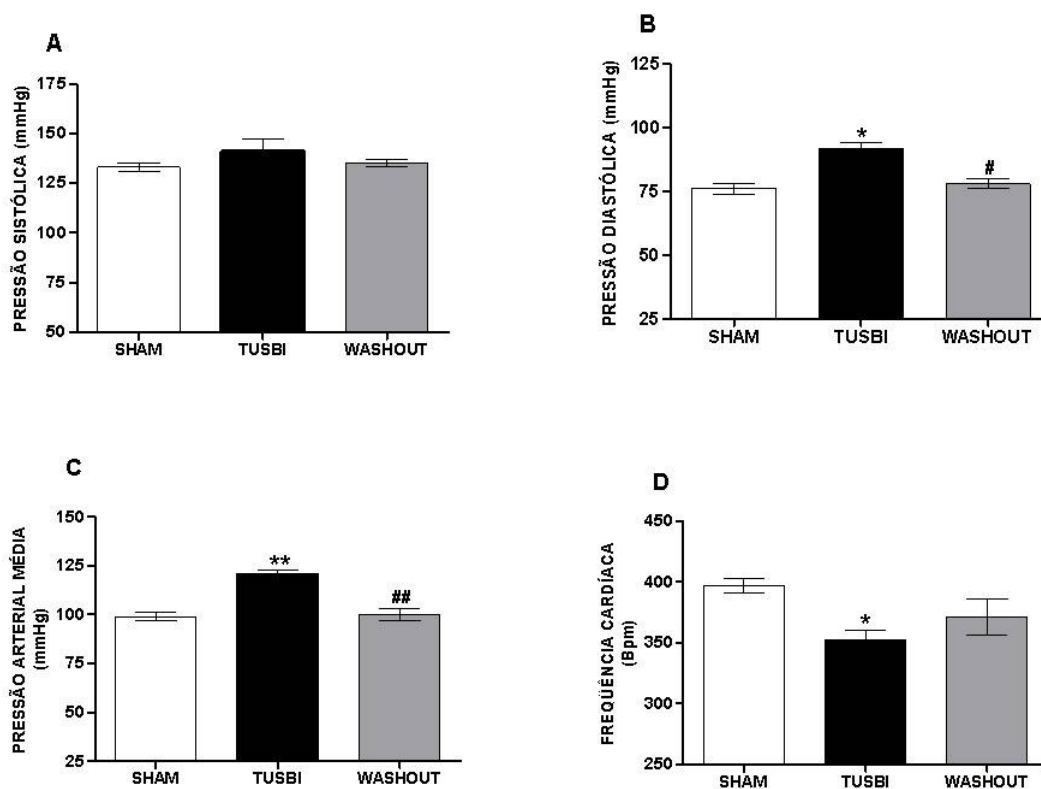 A
PRESSÃO SISTÓLICA (mmHg)
175
150
125
100
75
50
SHAM TUSBI WASHOUT
B
PRESSÃO DIASTÓLICA (mmHg)
125
100
75
50
25
*
#
SHAM TUSBI WASHOUT
C
PRESSÃO ARTERIAL MÉDIA
(mmHg)
150
125
100
75
50
25
**
##
SHAM TUSBI WASHOUT
D
FREQÜÊNCIA CARDÍACA
(Bpm)
450
400
350
300
250
*
SHAM TUSBI WASHOUT